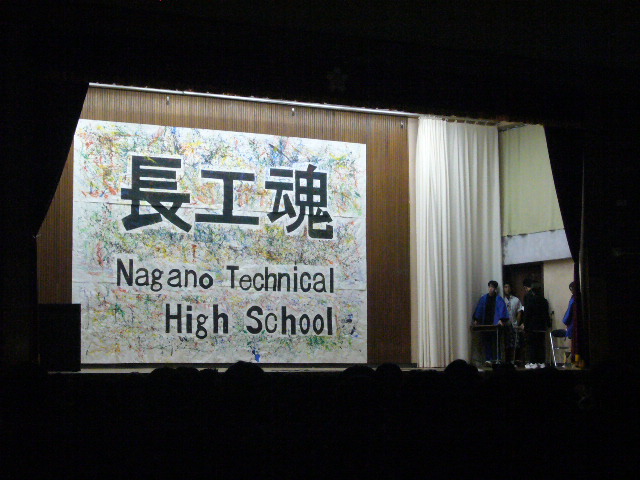 長工魂
Nagano Technical
High School